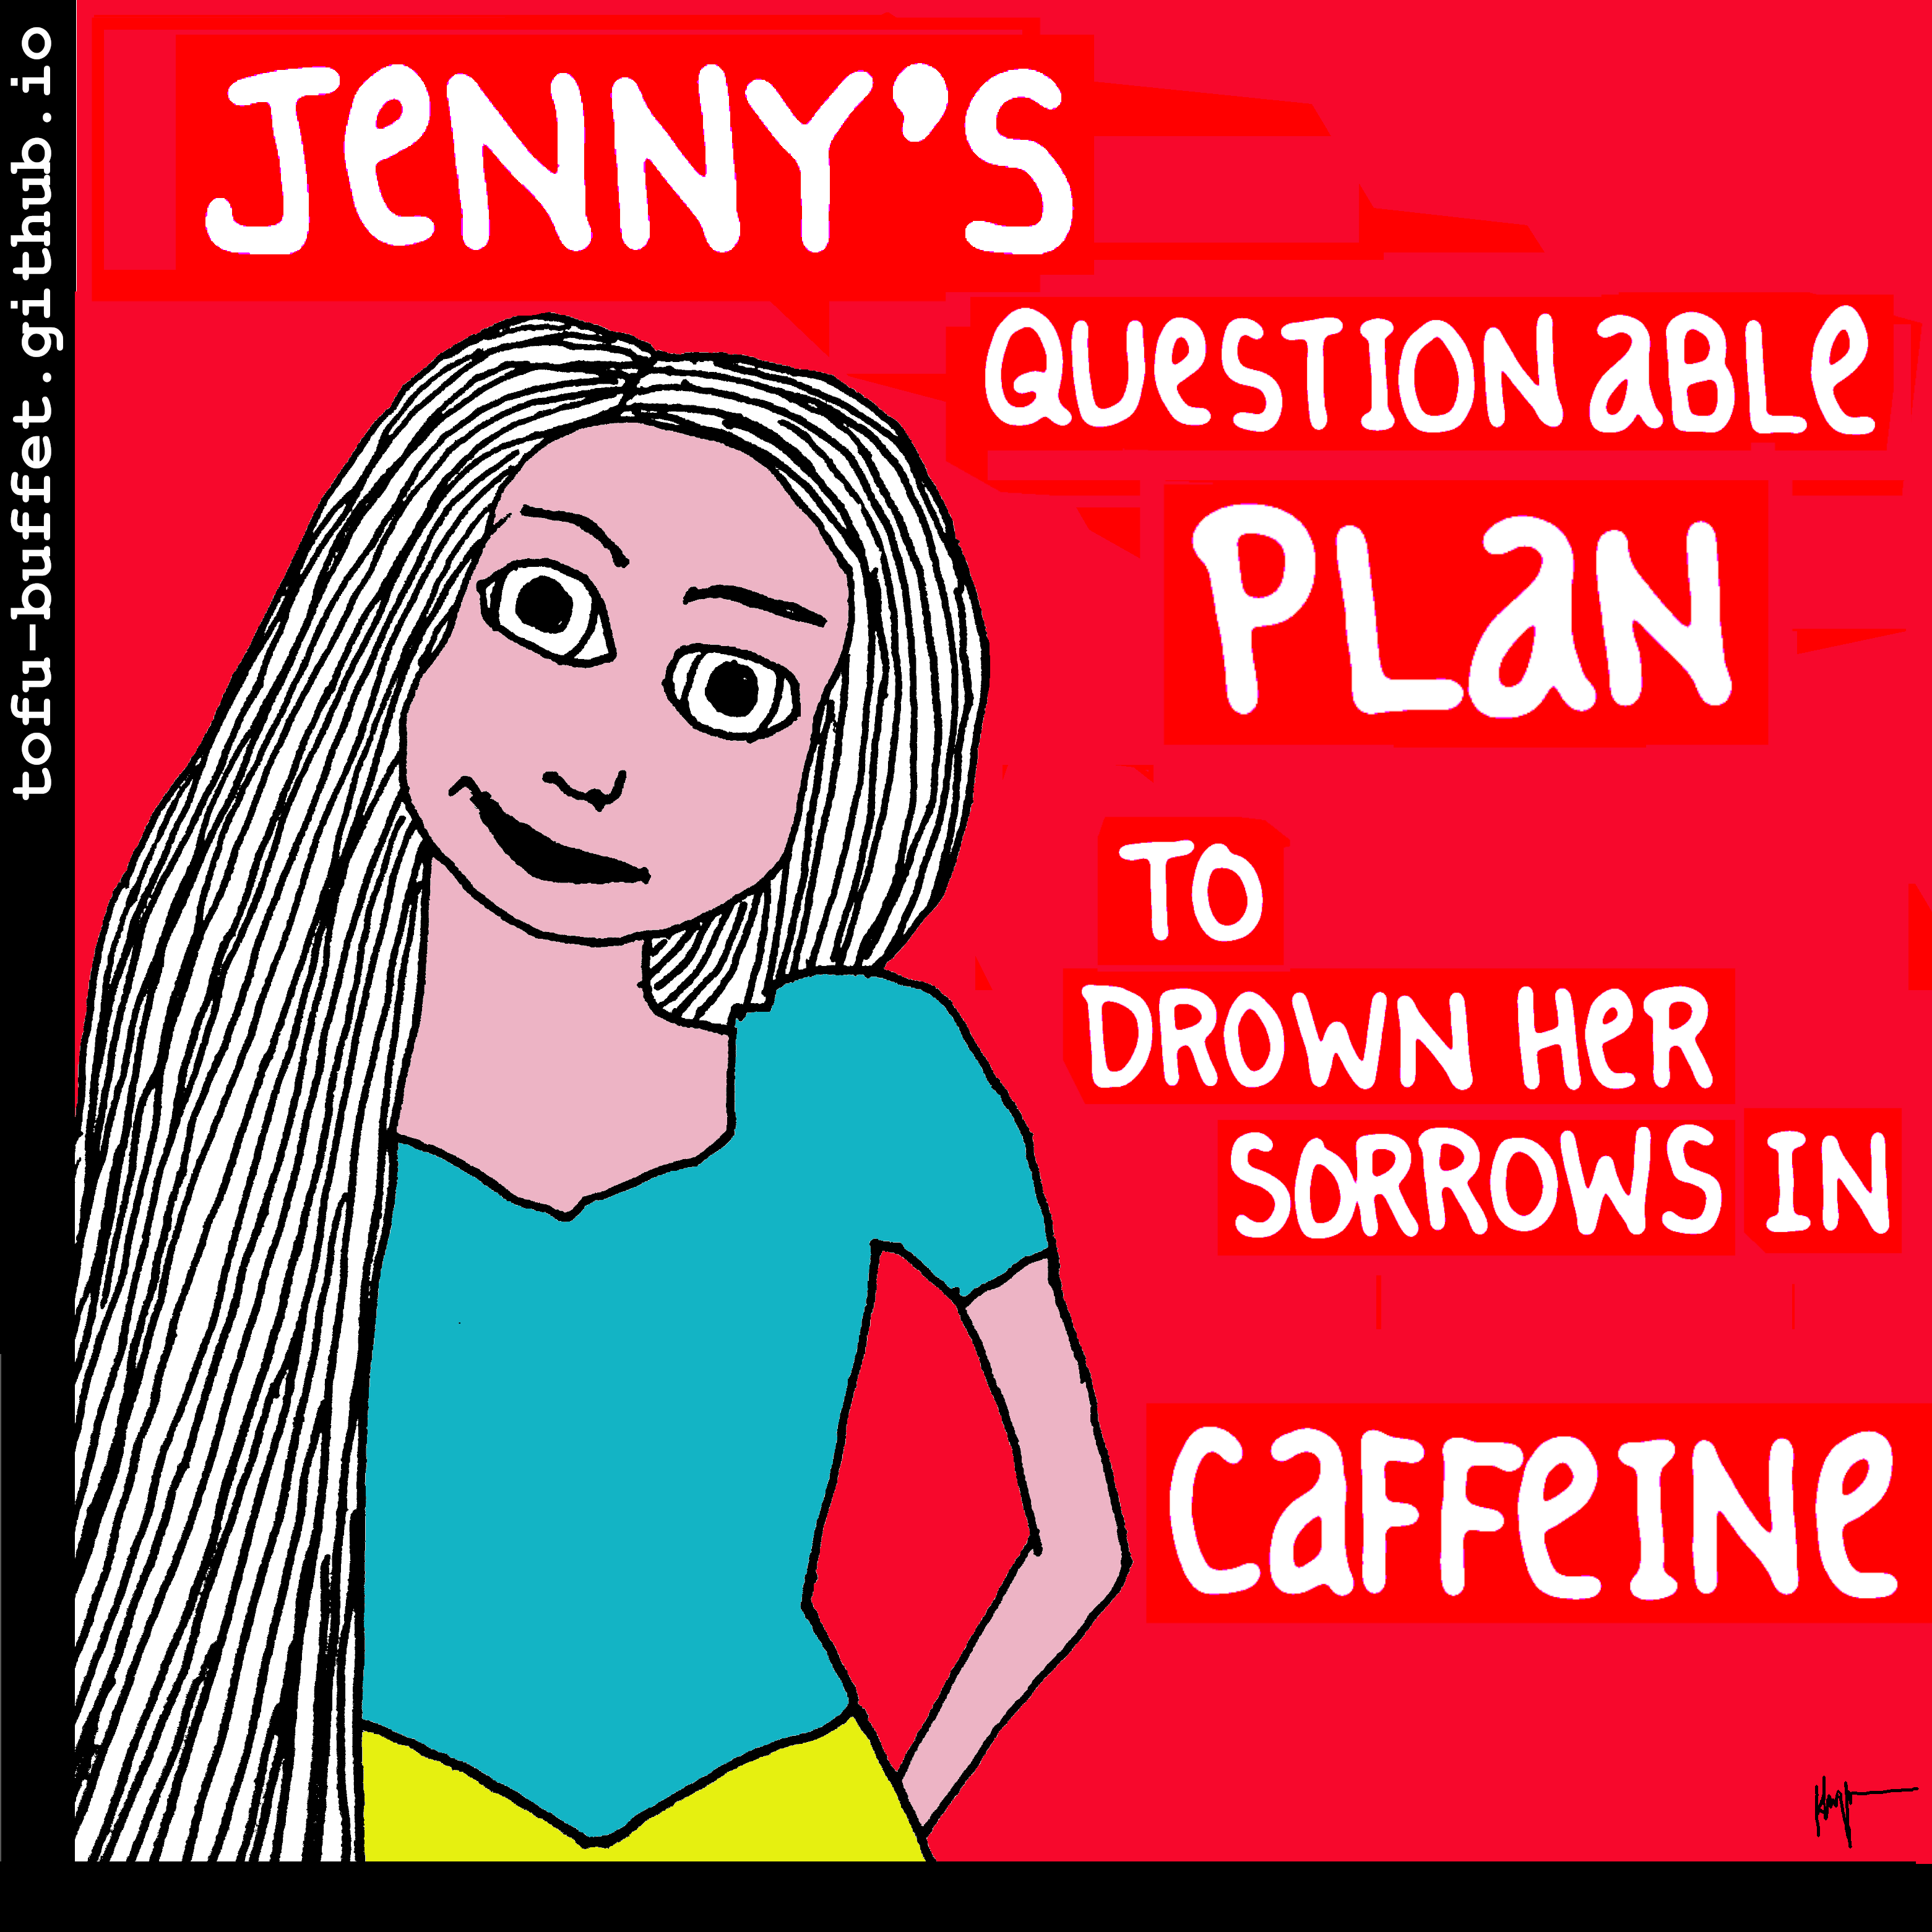 tofu-buffet.github.io
JeNNY'S
QUeSTIONaBLe
PLaN
TO
DROWN HeR
SORROWS IN
CaFFeINe